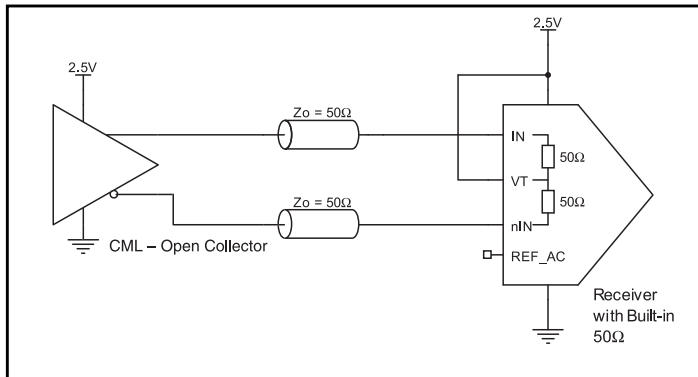 2.5V
2.5V
Zo = 50Ω
IN
50Ω
VT
50Ω
Zo = 50Ω
nIN
CML – Open Collector
REF_AC
Receiver
with Built-in
50Ω